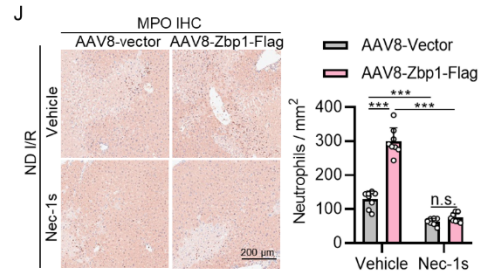 J
MPO IHC
AAV8-vector AAV8-Zbp1-Flag
ND I/R
Vehicle
Nec-1s
200 μm
AAV8-Vector
AAV8-Zbp1-Flag
Neutrophils / mm²
400
300
200
100
0
***
*** ***
n.s.
Vehicle Nec-1s